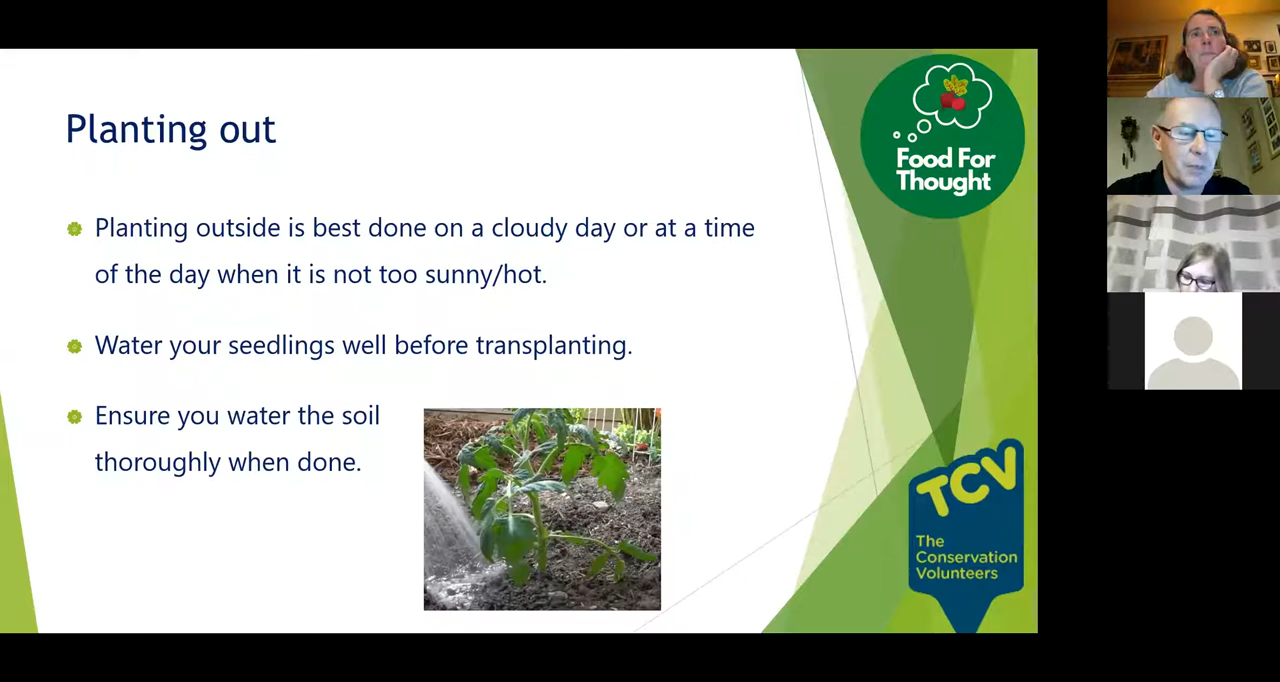 Planting out
Planting outside is best done on a cloudy day or at a time
of the day when it is not too sunny/hot.
Water your seedlings well before transplanting.
Ensure you water the soil
thoroughly when done.
Food For
Thought
TCV
The
Conservation
Volunteers